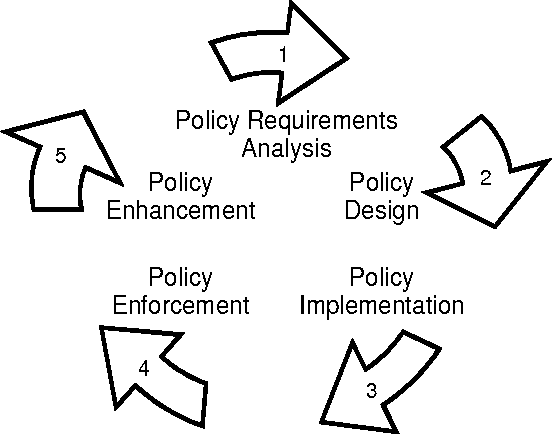 1
Policy Requirements
Analysis
2
Policy
Design
3
Policy
Implementation
4
Policy
Enforcement
5
Policy
Enhancement